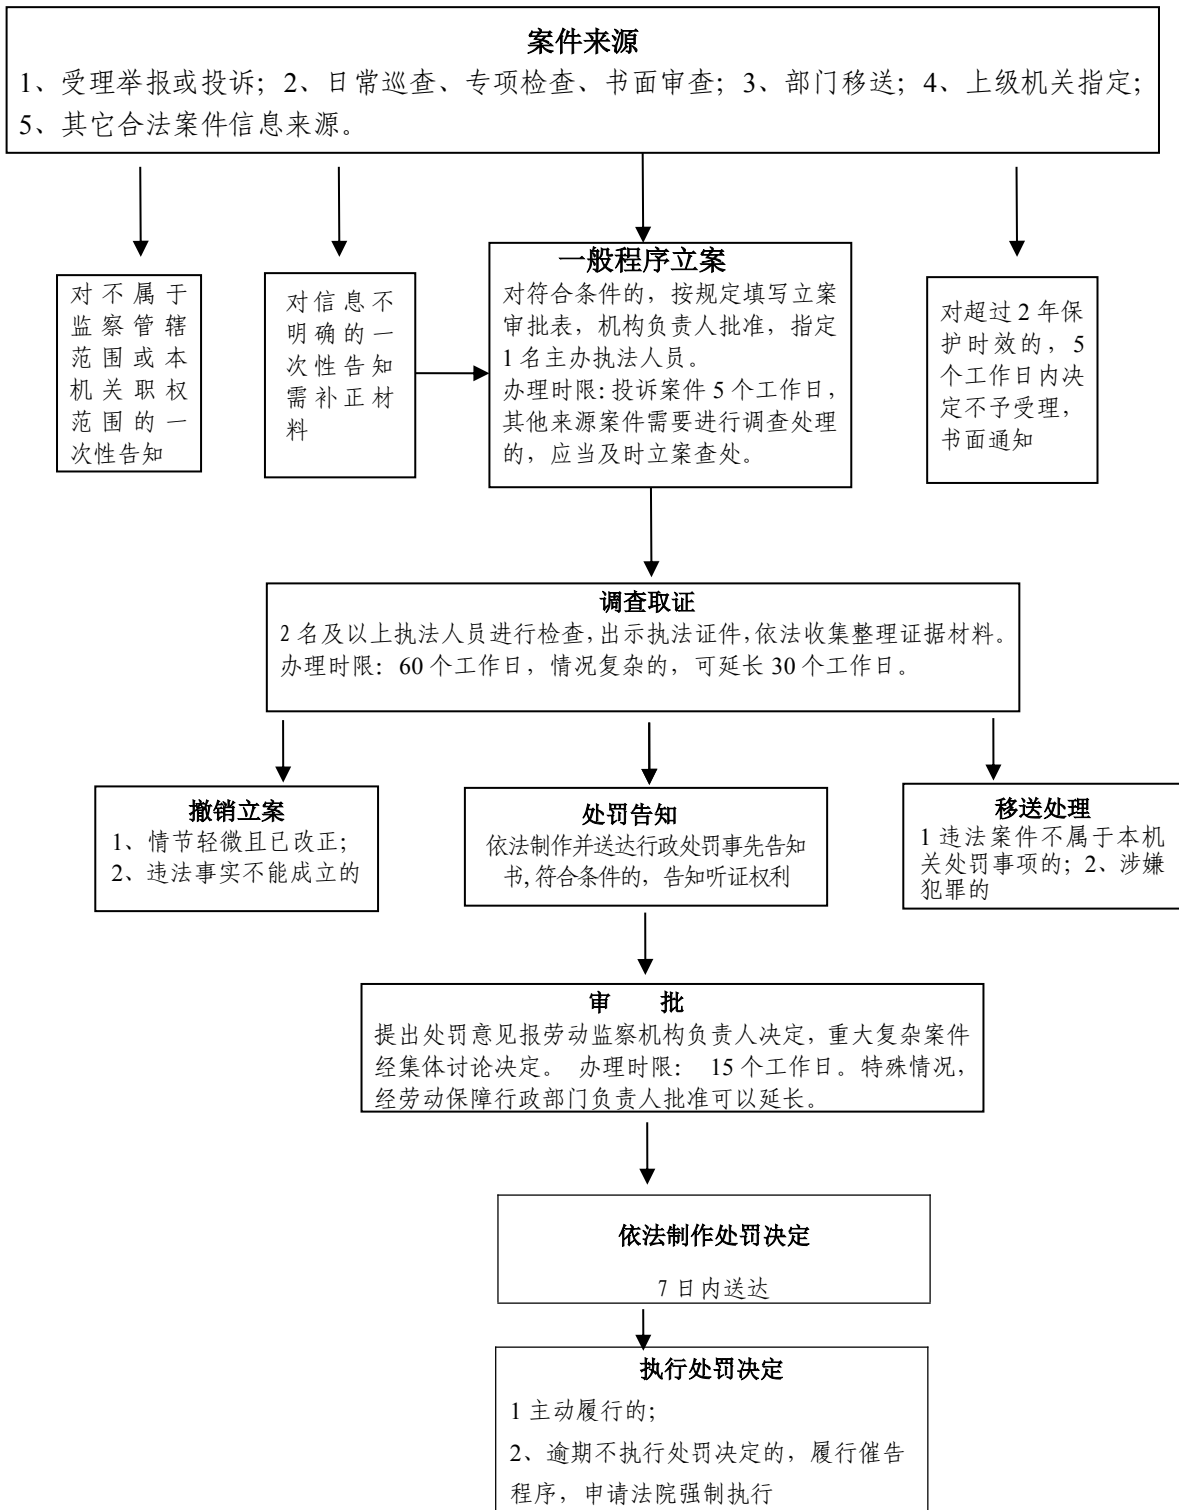 案件来源
1、受理举报或投诉；2、日常巡查、专项检查、书面审查；3、部门移送；4、上级机关指定；
5、其它合法案件信息来源。
对不属于
监察管辖
范围或本
机关职权
范围的一
次性告知
对信息不
明确的一
次性告知
需补正材
料
一般程序立案
对符合条件的，按规定填写立案
审批表，机构负责人批准，指定
1名主办执法人员。
办理时限：投诉案件 5 个工作日，
其他来源案件需要进行调查处理
的，应当及时立案查处。
对超过 2 年保
护时效的，5
个工作日内决
定不予受理，
书面通知
调查取证
2 名及以上执法人员进行检查，出示执法证件，依法收集整理证据材料。
办理时限：60 个工作日，情况复杂的，可延长 30 个工作日。
撤销立案
1、情节轻微且已改正；
2、违法事实不能成立的
处罚告知
依法制作并送达行政处罚事先告知
书，符合条件的，告知听证权利
移送处理
1 违法案件不属于本机
关处罚事项的；2、涉嫌
犯罪的
审 批
提出处罚意见报劳动监察机构负责人决定，重大复杂案件
经集体讨论决定。 办理时限： 15 个工作日。特殊情况，
经劳动保障行政部门负责人批准可以延长。
依法制作处罚决定
7 日内送达
执行处罚决定
1 主动履行的；
2、逾期不执行处罚决定的，履行催告
程序，申请法院强制执行